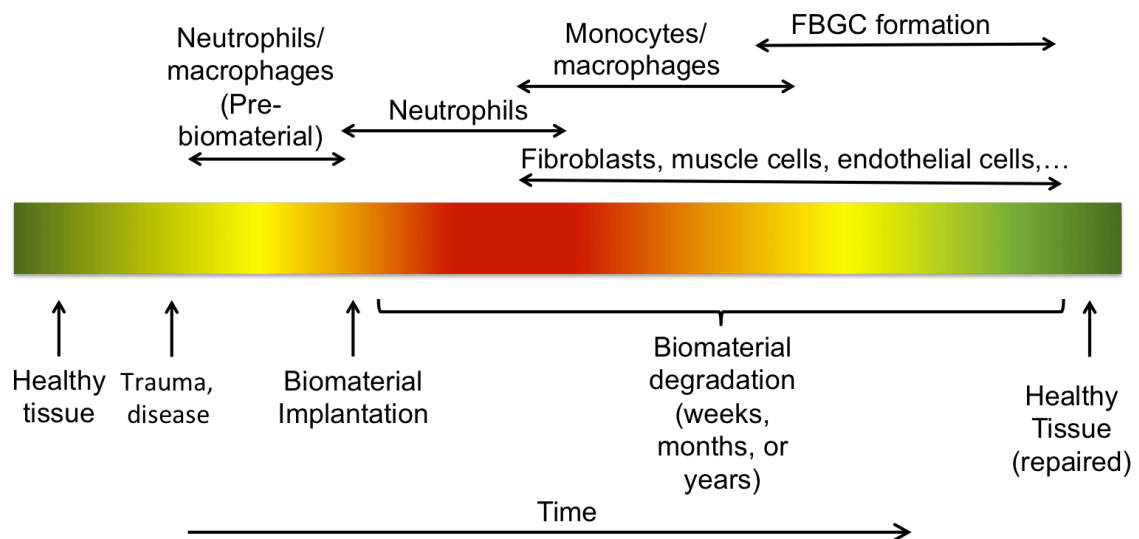 Neutrophils/
macrophages
(Pre-
biomaterial)
Neutrophils
Monocytes/
macrophages
FBGC formation
Fibroblasts, muscle cells, endothelial cells,…
Healthy
tissue
Trauma,
disease
Biomaterial
Implantation
Biomaterial
degradation
(weeks,
months, or
years)
Healthy
Tissue
(repaired)
Time